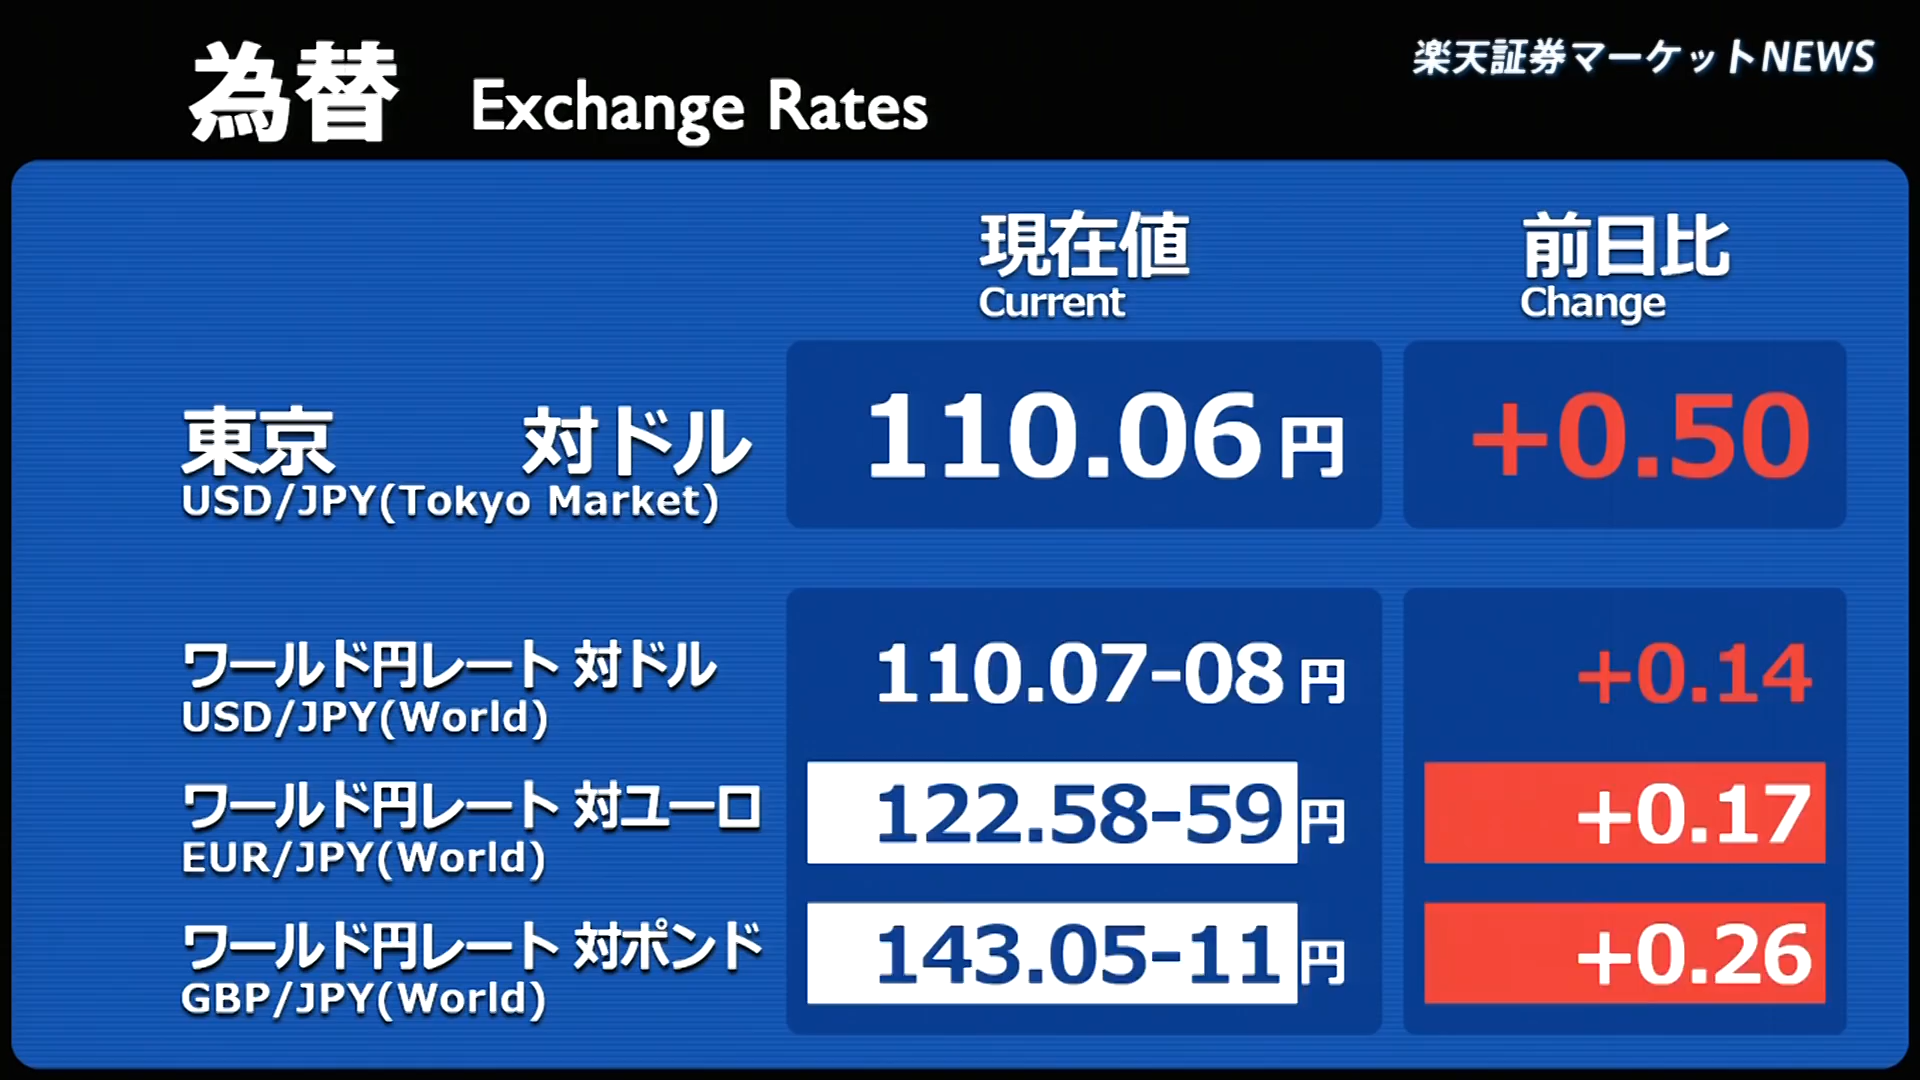 為替 Exchange Rates
楽天証券マーケットNEWS
現在値 前日比
Current Change
東京 対ドル 110.06円 +0.50
USD/JPY(Tokyo Market)
ワールド円レート 対ドル 110.07-08円 +0.14
USD/JPY(World)
ワールド円レート 対ユーロ 122.58-59円 +0.17
EUR/JPY(World)
ワールド円レート 対ポンド 143.05-11円 +0.26
GBP/JPY(World)